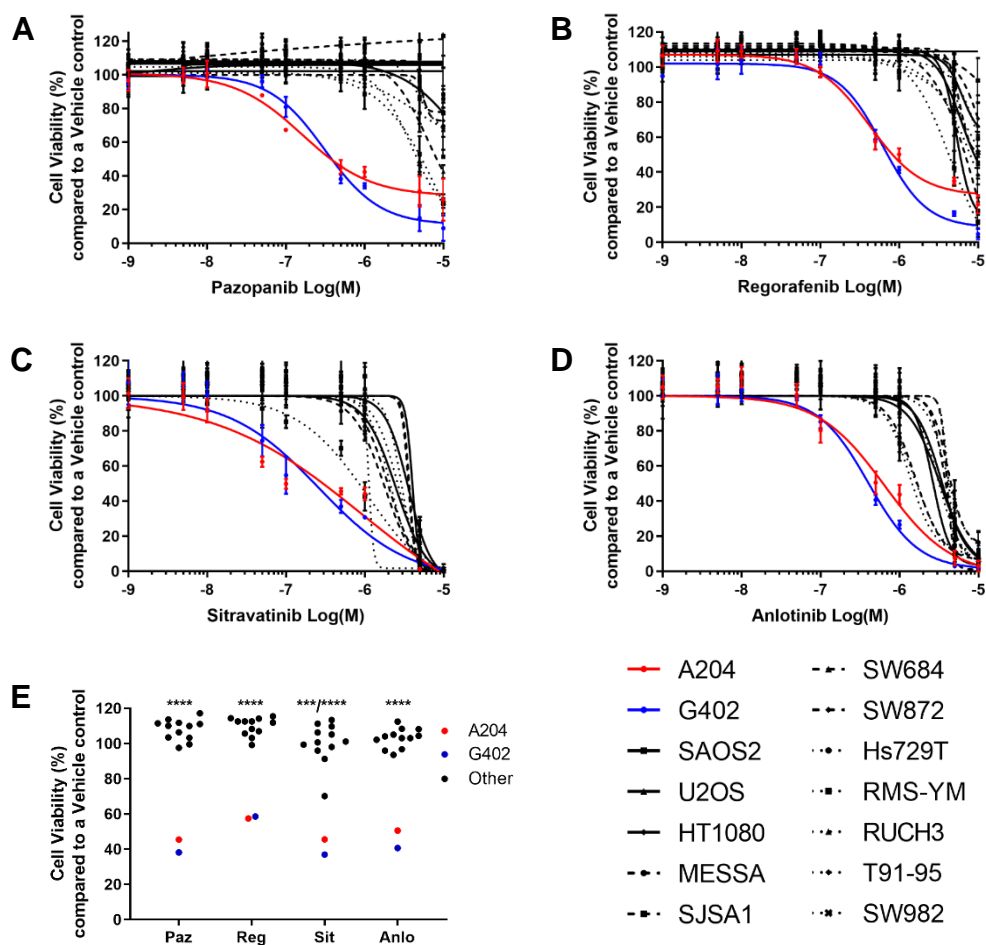 A
Cell Viability (%)
compared to a Vehicle control
120
100
80
60
40
20
0
-9 -8 -7 -6 -5
Pazopanib Log(M)
B
Cell Viability (%)
compared to a Vehicle control
120
100
80
60
40
20
0
-9 -8 -7 -6 -5
Regorafenib Log(M)
C
Cell Viability (%)
compared to a Vehicle control
120
100
80
60
40
20
0
-9 -8 -7 -6 -5
Sitravatinib Log(M)
D
Cell Viability (%)
compared to a Vehicle control
120
100
80
60
40
20
0
-9 -8 -7 -6 -5
Anlotinib Log(M)
E
Cell Viability (%)
compared to a Vehicle control
120
100
80
60
40
20
0
**** **** ***/**** ****
Paz Reg Sit Anlo
A204
G402
Other
A204
G402
SAOS2
U2OS
HT1080
MESSA
SJSA1
SW684
SW872
Hs729T
RMS-YM
RUCH3
T91-95
SW982